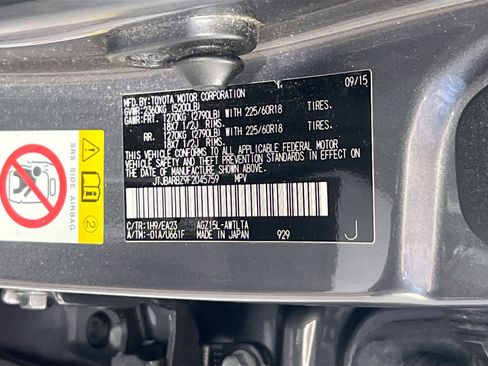 09/15
MFD. BY: TOYOTA MOTOR CORPORATION
GVWR: 2360KG (5200LB)
GAWR: FRT. 1270KG (2790LB) WITH 225/60R18 TIRES.
18X7 1/2J RIMS.
RR. 1270KG (2790LB) WITH 225/60R18 TIRES.
18X7 1/2J RIMS.
THIS VEHICLE CONFORMS TO ALL APPLICABLE FEDERAL MOTOR
VEHICLE SAFETY AND THEFT PREVENTION STANDARDS IN EFFECT
ON THE DATE OF MANUFACTURE SHOWN ABOVE.
JTJBARBZ9F2045759 MPV
C/TR: 1H9/EA23 AGZ15L-AWTLTA
A/TM: -01A/U661F MADE IN JAPAN 929 J
SRS SIDE AIRBAG
2